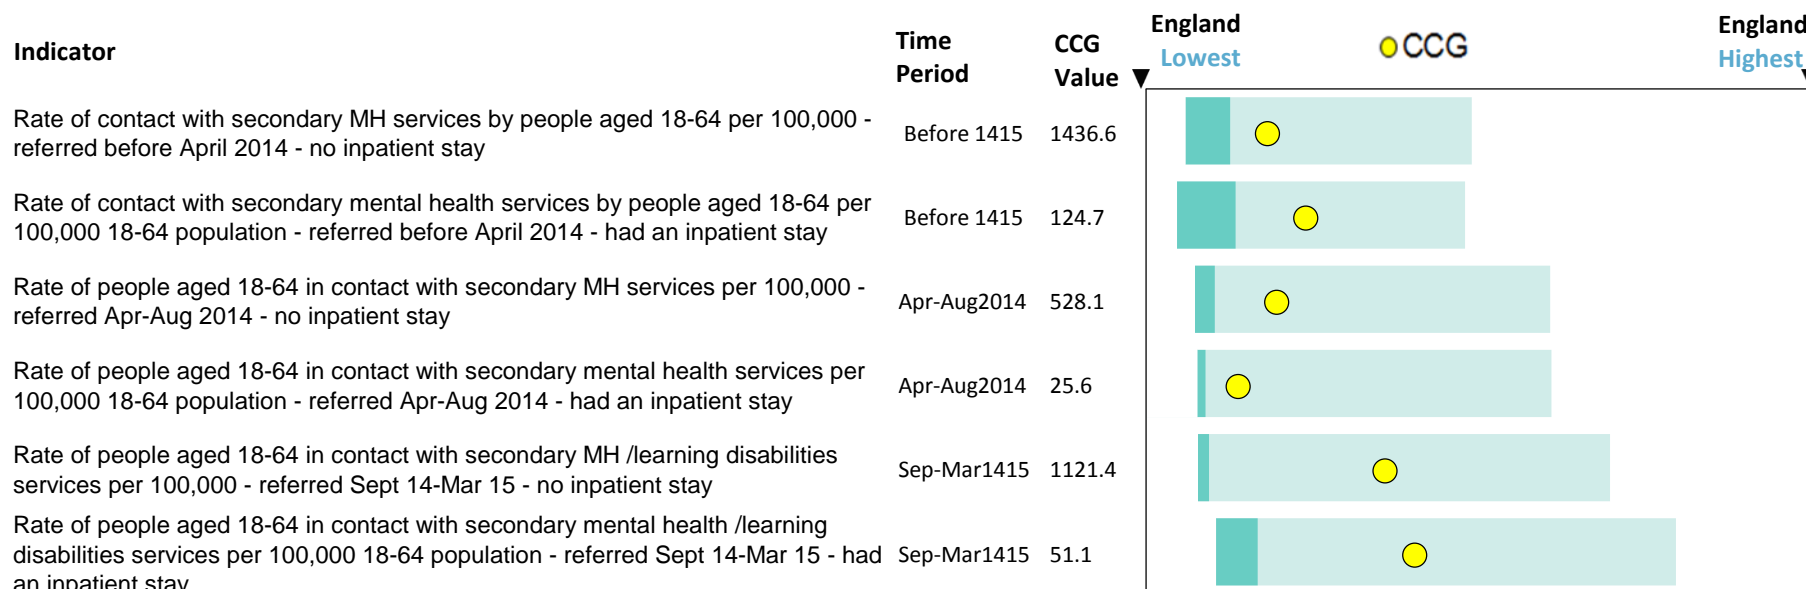 Indicator
Time Period
CCG Value
England Lowest
CCG
England Highest
Rate of contact with secondary MH services by people aged 18-64 per 100,000 -
referred before April 2014 - no inpatient stay
Before 1415
1436.6
Rate of contact with secondary mental health services by people aged 18-64 per
100,000 18-64 population - referred before April 2014 - had an inpatient stay
Before 1415
124.7
Rate of people aged 18-64 in contact with secondary MH services per 100,000 -
referred Apr-Aug 2014 - no inpatient stay
Apr-Aug2014
528.1
Rate of people aged 18-64 in contact with secondary mental health services per
100,000 18-64 population - referred Apr-Aug 2014 - had an inpatient stay
Apr-Aug2014
25.6
Rate of people aged 18-64 in contact with secondary MH /learning disabilities
services per 100,000 - referred Sept 14-Mar 15 - no inpatient stay
Sep-Mar1415
1121.4
Rate of people aged 18-64 in contact with secondary mental health /learning
disabilities services per 100,000 18-64 population - referred Sept 14-Mar 15 - had
an inpatient stay
Sep-Mar1415
51.1